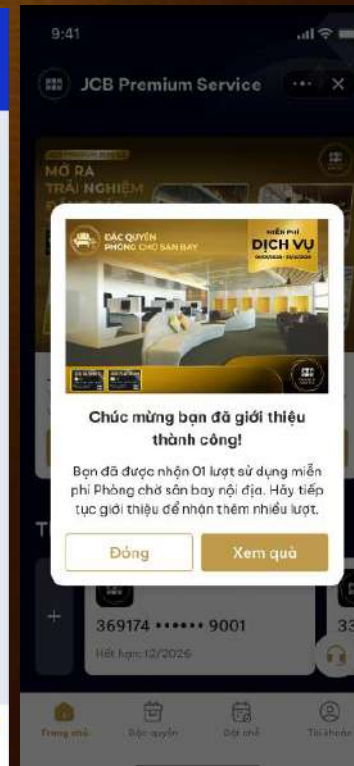 9:41
JCB Premium Service
MỞ RA
TRẢI NGHIỆM
ĐẶC QUYỀN
PHÒNG CHỜ SÂN BAY
MIỄN PHÍ
DỊCH VỤ
Chúc mừng bạn đã giới thiệu
thành công!
Bạn đã được nhận 01 lượt sử dụng miễn
phí Phòng chờ sân bay nội địa. Hãy tiếp
tục giới thiệu để nhận thêm nhiều lượt.
Đóng
Xem quà
T
+
369174 •••••• 9001
33
Hết hạn: 12/2026
Trang chủ
Đặc quyền
Đặt chỗ
Tài khoản